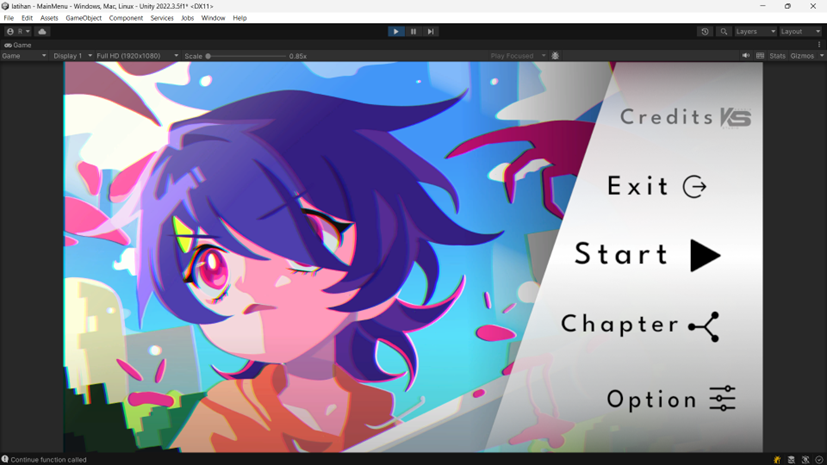 latihan - MainMenu - Windows, Mac, Linux - Unity 2022.3.5f1* <DX11>
File Edit Assets GameObject Component Services Jobs Window Help
R Layers Layout
Game
Game Display 1 Full HD (1920x1080) Scale 0.85x Play Focused Stats Gizmos
Credits VS
Exit
Start
Chapter
Option
Continue function called